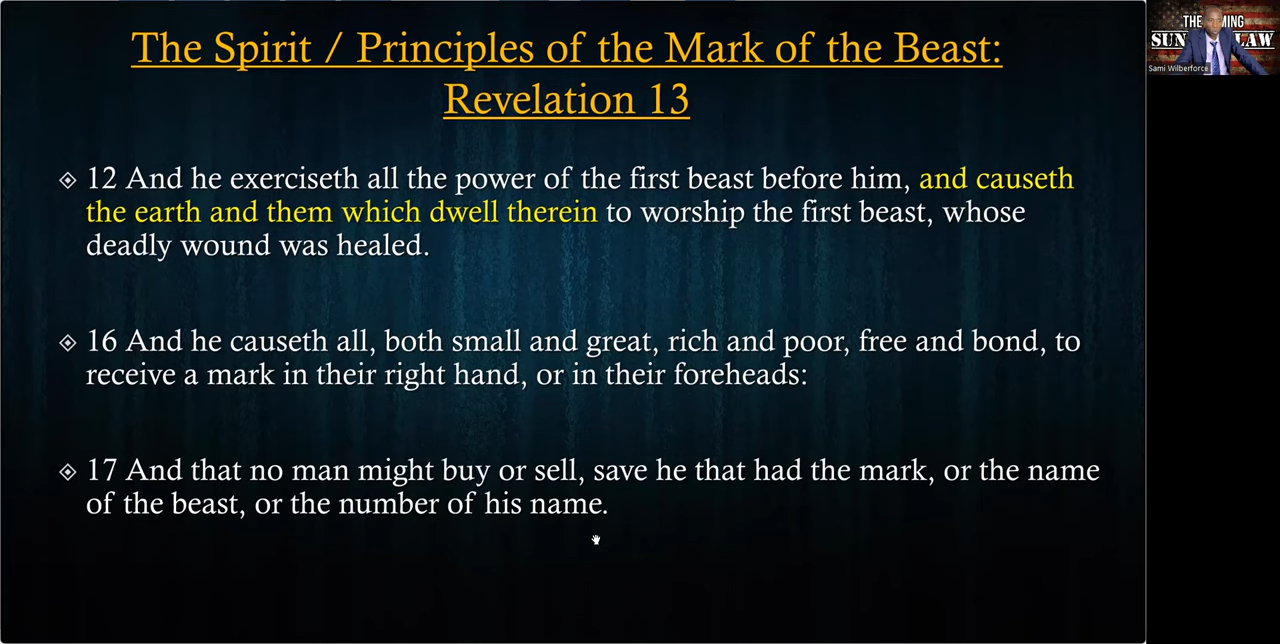 The Spirit / Principles of the Mark of the Beast:
Revelation 13
12 And he exerciseth all the power of the first beast before him, and causeth
the earth and them which dwell therein to worship the first beast, whose
deadly wound was healed.
16 And he causeth all, both small and great, rich and poor, free and bond, to
receive a mark in their right hand, or in their foreheads:
17 And that no man might buy or sell, save he that had the mark, or the name
of the beast, or the number of his name.
THE
SUN LAW
Sami Wilberforce